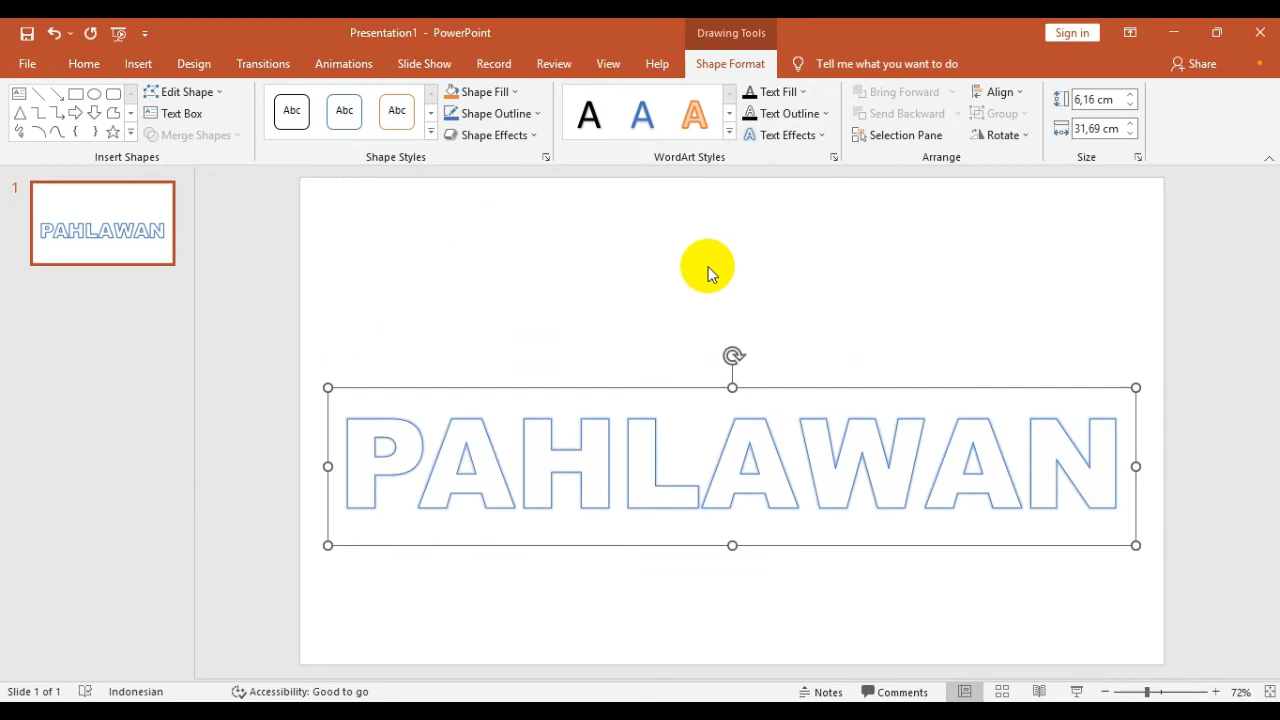 Presentation1 - PowerPoint
Drawing Tools
Sign in
File Home Insert Design Transitions Animations Slide Show Record Review View Help Shape Format Tell me what you want to do Share
Edit Shape
Text Box
Merge Shapes
Insert Shapes
Abc Abc Abc
Shape Fill
Shape Outline
Shape Effects
Shape Styles
A A A
Text Fill
Text Outline
Text Effects
WordArt Styles
Bring Forward
Send Backward
Selection Pane
Align
Group
Rotate
Arrange
6,16 cm
31,69 cm
Size
1
PAHLAWAN
PAHLAWAN
Slide 1 of 1 Indonesian Accessibility: Good to go Notes Comments 72%